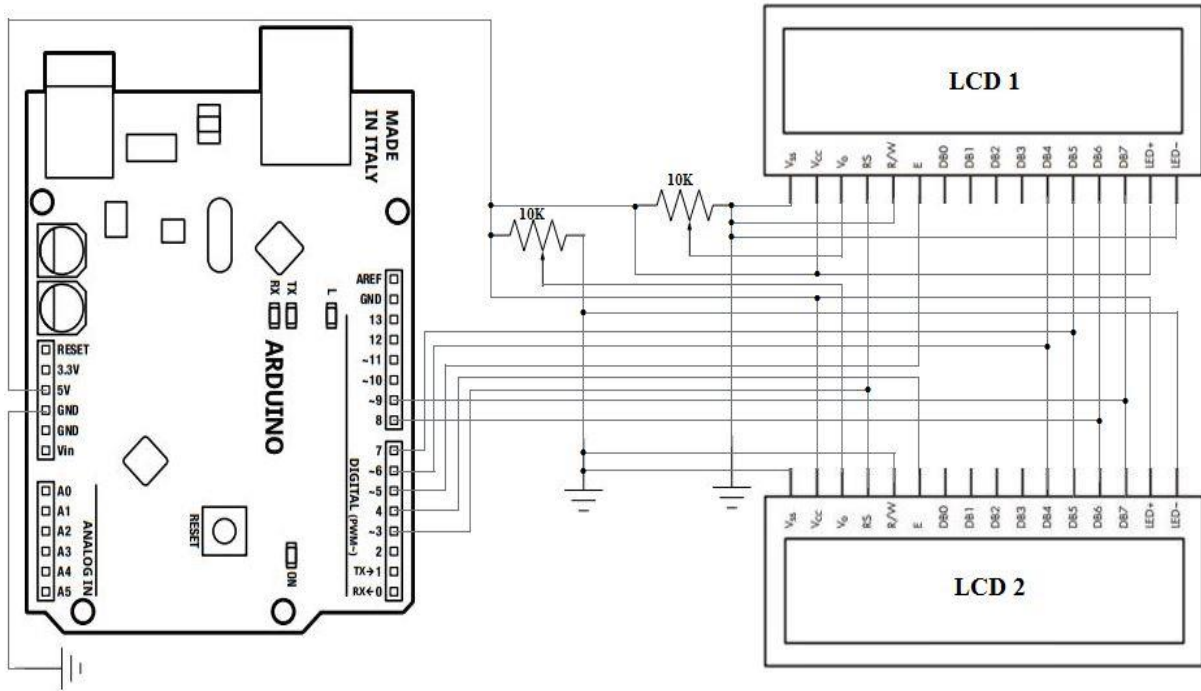 MADE
IN ITALY
RX
TX
L
ARDUINO
RESET
3.3V
5V
GND
GND
Vin
A0
A1
A2
A3
A4
A5
ANALOG IN
RESET
ON
AREF
GND
13
12
~11
~10
~9
8
7
~6
~5
4
~3
2
TX→1
RX←0
DIGITAL (PWM~)
10K
10K
LCD 1
VSS VCC V0 RS R/W E DB0 DB1 DB2 DB3 DB4 DB5 DB6 DB7 LED+ LED−
VSS VCC V0 RS R/W E DB0 DB1 DB2 DB3 DB4 DB5 DB6 DB7 LED+ LED−
LCD 2